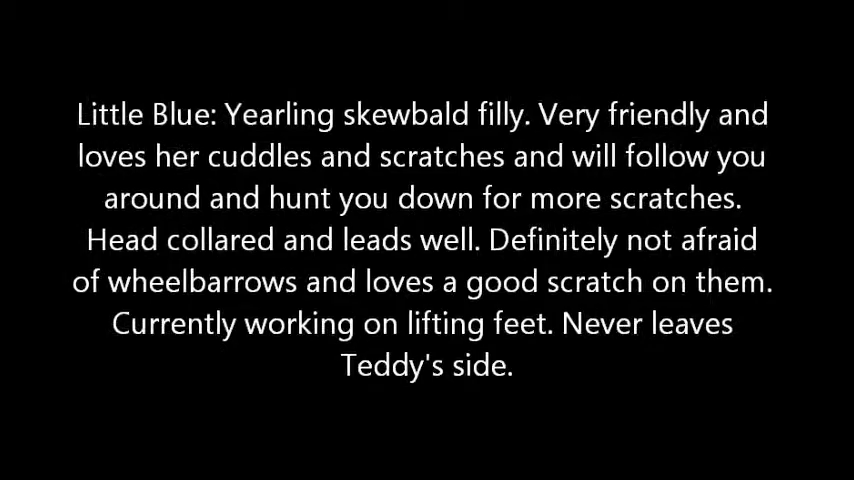 Little Blue: Yearling skewbald filly. Very friendly and
loves her cuddles and scratches and will follow you
around and hunt you down for more scratches.
Head collared and leads well. Definitely not afraid
of wheelbarrows and loves a good scratch on them.
Currently working on lifting feet. Never leaves
Teddy's side.